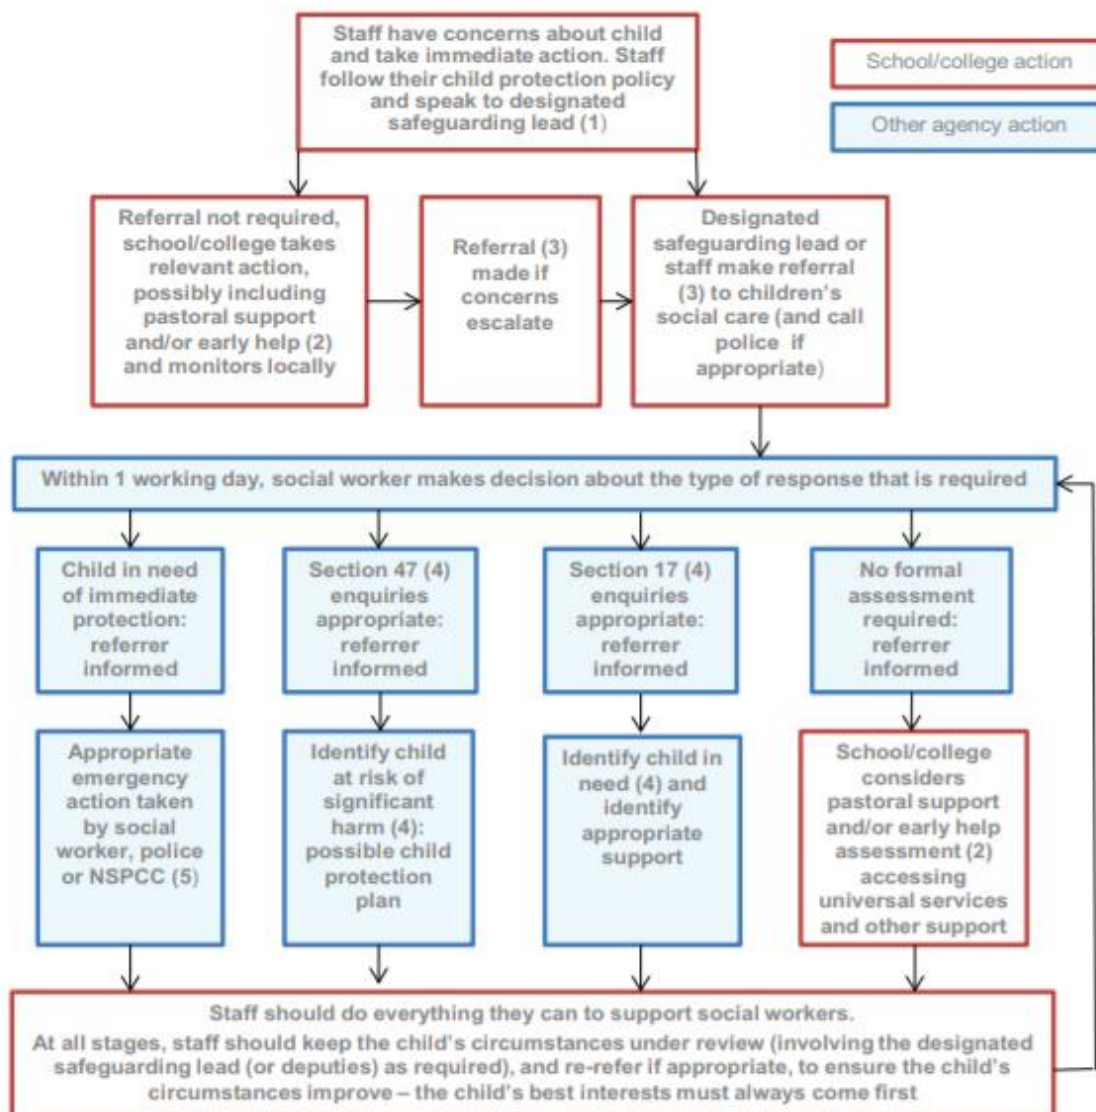 Staff have concerns about child
and take immediate action. Staff
follow their child protection policy
and speak to designated
safeguarding lead (1)
School/college action
Other agency action
Referral not required,
school/college takes
relevant action,
possibly including
pastoral support
and/or early help (2)
and monitors locally
Referral (3)
made if
concerns
escalate
Designated
safeguarding lead or
staff make referral
(3) to children's
social care (and call
police if
appropriate)
Within 1 working day, social worker makes decision about the type of response that is required
Child in need
of immediate
protection:
referrer
informed
Section 47 (4)
enquiries
appropriate:
referrer
informed
Section 17 (4)
enquiries
appropriate:
referrer
informed
No formal
assessment
required:
referrer
informed
Appropriate
emergency
action taken
by social
worker, police
or NSPCC (5)
Identify child
at risk of
significant
harm (4):
possible child
protection
plan
Identify child in
need (4) and
identify
appropriate
support
School/college
considers
pastoral support
and/or early help
assessment (2)
accessing
universal services
and other support
Staff should do everything they can to support social workers.
At all stages, staff should keep the child's circumstances under review (involving the designated
safeguarding lead (or deputies) as required), and re-refer if appropriate, to ensure the child's
circumstances improve – the child's best interests must always come first